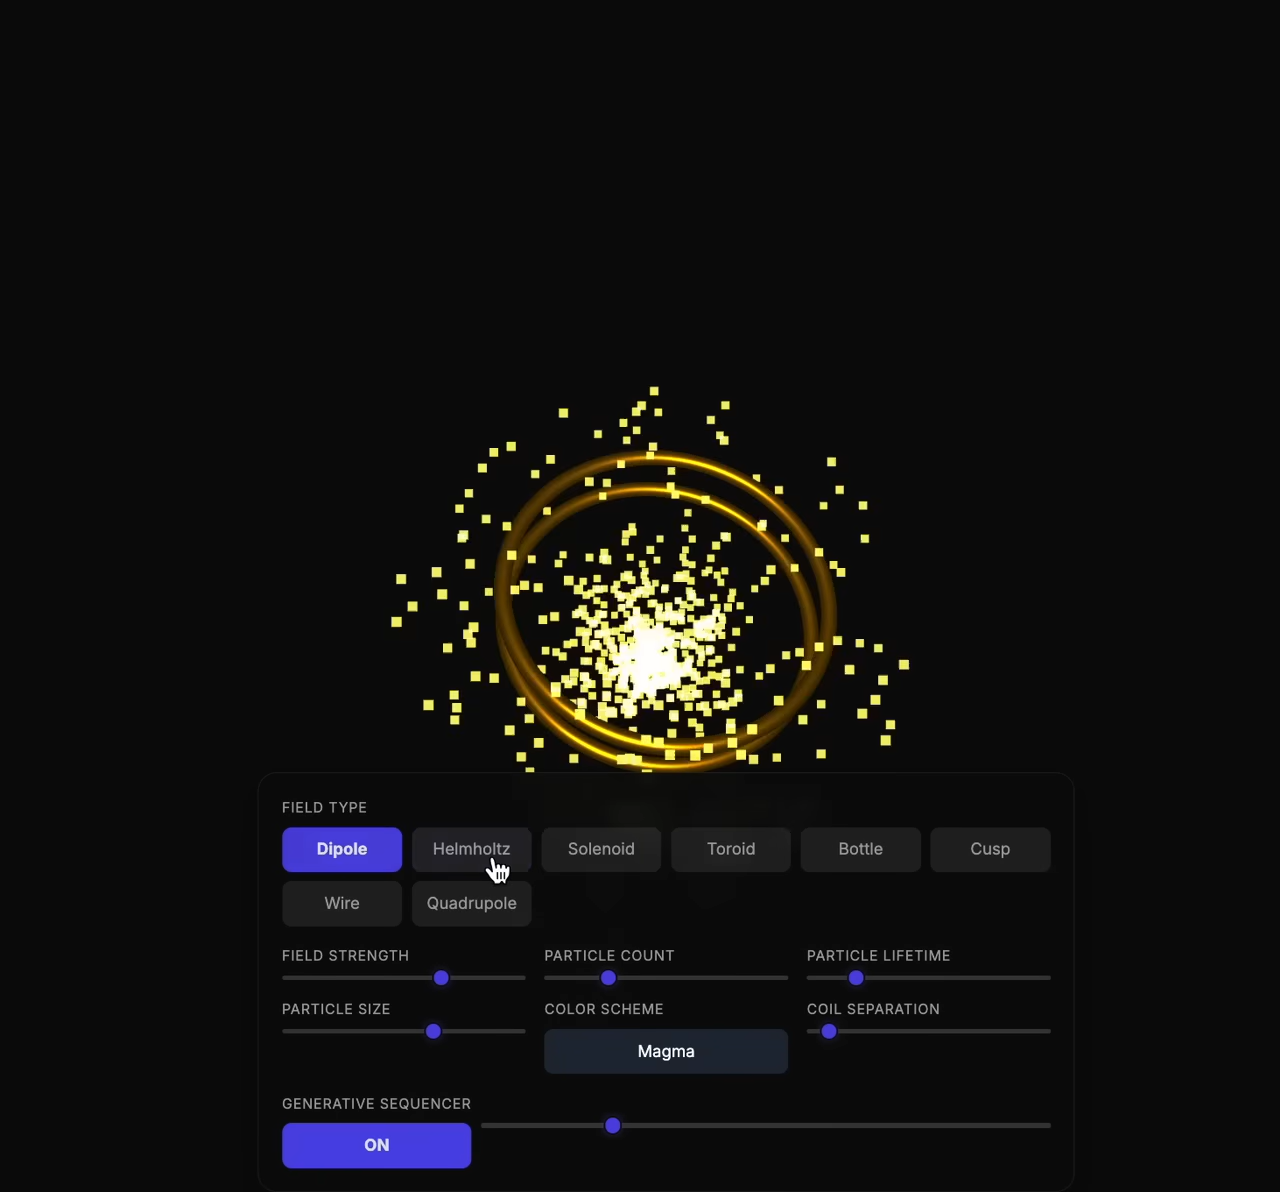 FIELD TYPE
Dipole Helmholtz Solenoid Toroid Bottle Cusp
Wire Quadrupole
FIELD STRENGTH PARTICLE COUNT PARTICLE LIFETIME
PARTICLE SIZE COLOR SCHEME COIL SEPARATION
Magma
GENERATIVE SEQUENCER
ON